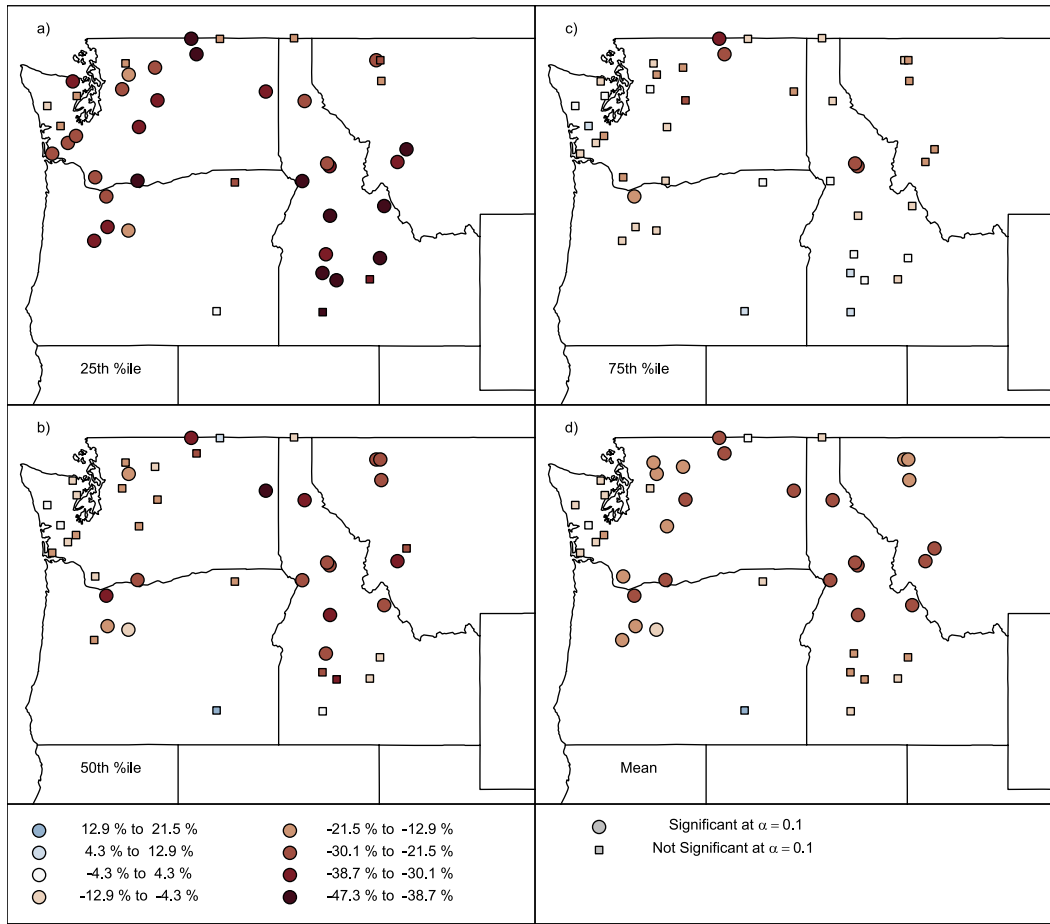 a)
25th %ile
c)
75th %ile
b)
50th %ile
d)
Mean
12.9 % to 21.5 %
4.3 % to 12.9 %
−4.3 % to 4.3 %
−12.9 % to −4.3 %
−21.5 % to −12.9 %
−30.1 % to −21.5 %
−38.7 % to −30.1 %
−47.3 % to −38.7 %
Significant at α = 0.1
Not Significant at α = 0.1